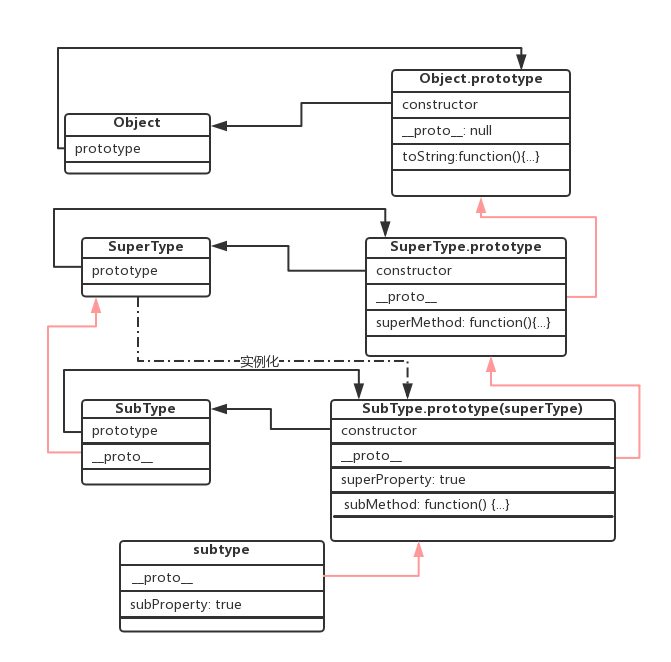 Object.prototype
constructor
__proto__: null
toString:function(){...}
Object
prototype
SuperType
prototype
SuperType.prototype
constructor
__proto__
superMethod: function(){...}
实例化
SubType
prototype
__proto__
SubType.prototype(superType)
constructor
__proto__
superProperty: true
subMethod: function() {...}
subtype
__proto__
subProperty: true